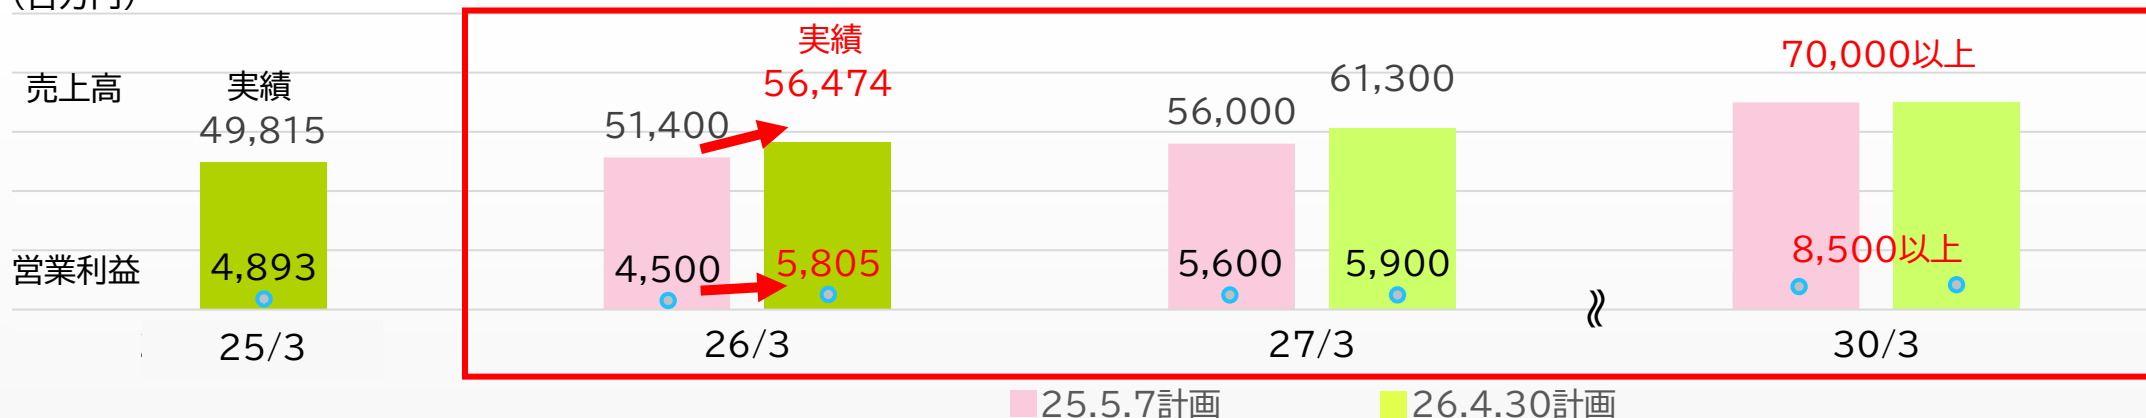 (百万円)
売上高
実績
49,815
51,400
実績
56,474
56,000
61,300
70,000以上
営業利益
4,893
4,500
5,805
5,600
5,900
8,500以上
25/3
26/3
27/3
30/3
25.5.7計画
26.4.30計画